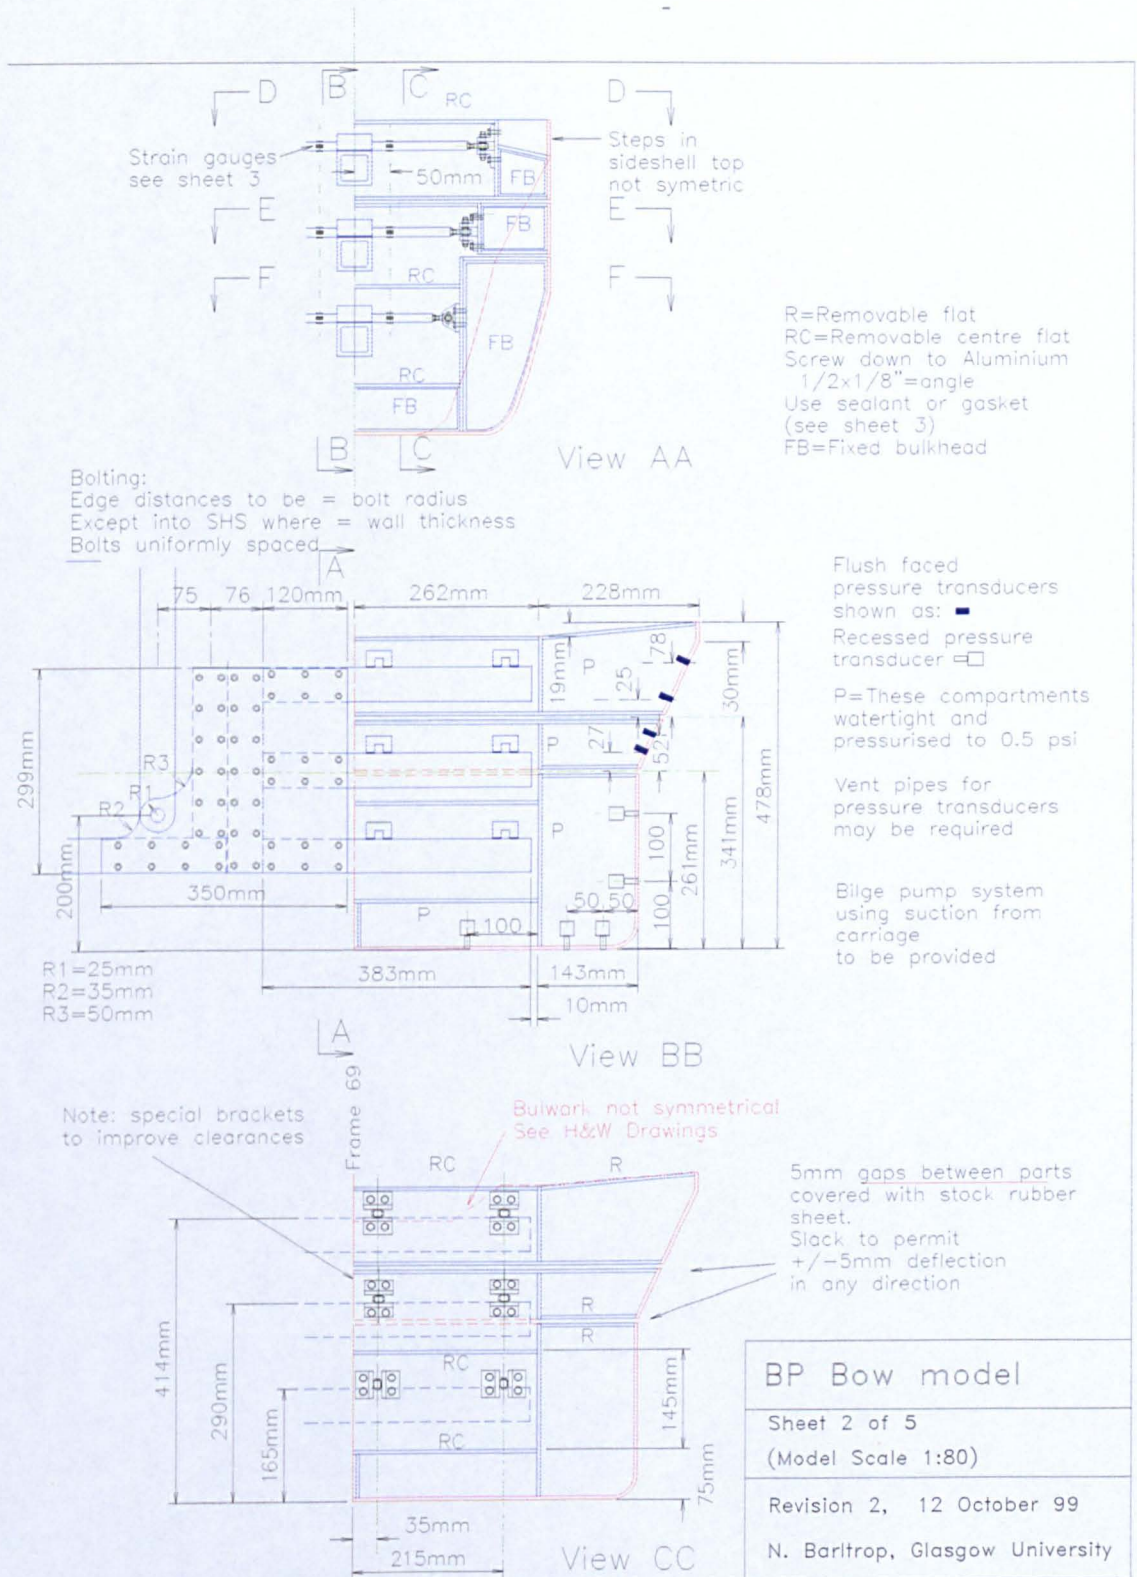 D
B
C
RC
D
Strain gauges
see sheet 3
50mm
Steps in
sideshell top
not symetric
FB
E
FB
E
F
RC
F
FB
RC
FB
B
C
View AA
R=Removable flat
RC=Removable centre flat
Screw down to Aluminium
1/2x1/8"=angle
Use sealant or gasket
(see sheet 3)
FB=Fixed bulkhead
Bolting:
Edge distances to be = bolt radius
Except into SHS where = wall thickness
Bolts uniformly spaced
A
75
76
120mm
262mm
228mm
Flush faced
pressure transducers
shown as:
Recessed pressure
transducer
P=These compartments
watertight and
pressurised to 0.5 psi
Vent pipes for
pressure transducers
may be required
Bilge pump system
using suction from
carriage
to be provided
19mm
P
25
78
30mm
299mm
R3
R1
R2
P
27
52
478mm
200mm
P
100
261mm
341mm
350mm
P
100
50
50
100
R1=25mm
R2=35mm
R3=50mm
383mm
143mm
10mm
A
View BB
Frame 69
Note: special brackets
to improve clearances
Bulwark not symmetrical
See H&W Drawings
RC
R
5mm gaps between parts
covered with stock rubber
sheet.
Slack to permit
+/-5mm deflection
in any direction
R
R
414mm
290mm
165mm
RC
RC
145mm
75mm
35mm
215mm
View CC
BP Bow model
Sheet 2 of 5
(Model Scale 1:80)
Revision 2, 12 October 99
N. Barltrop, Glasgow University